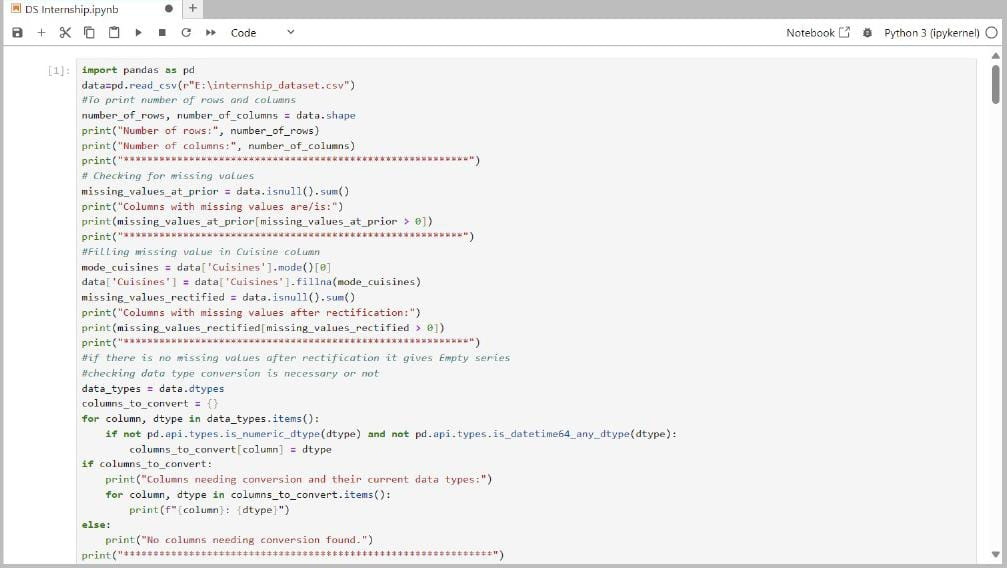 DS Internship.ipynb
Code
Notebook
Python 3 (ipykernel)
[1]:
import pandas as pd
data=pd.read_csv(r"E:\internship_dataset.csv")
#To print number of rows and columns
number_of_rows, number_of_columns = data.shape
print("Number of rows:", number_of_rows)
print("Number of columns:", number_of_columns)
print("**********************************************************")
# Checking for missing values
missing_values_at_prior = data.isnull().sum()
print("Columns with missing values are/is:")
print(missing_values_at_prior[missing_values_at_prior > 0])
print("*********************************************************")
#Filling missing value in Cuisine column
mode_cuisines = data['Cuisines'].mode()[0]
data['Cuisines'] = data['Cuisines'].fillna(mode_cuisines)
missing_values_rectified = data.isnull().sum()
print("Columns with missing values after rectification:")
print(missing_values_rectified[missing_values_rectified > 0])
print("**********************************************************")
#if there is no missing values after rectification it gives Empty series
#checking data type conversion is necessary or not
data_types = data.dtypes
columns_to_convert = {}
for column, dtype in data_types.items():
    if not pd.api.types.is_numeric_dtype(dtype) and not pd.api.types.is_datetime64_any_dtype(dtype):
        columns_to_convert[column] = dtype
if columns_to_convert:
    print("Columns needing conversion and their current data types:")
    for column, dtype in columns_to_convert.items():
        print(f"{column}: {dtype}")
else:
    print("No columns needing conversion found.")
print("**************************************************************")